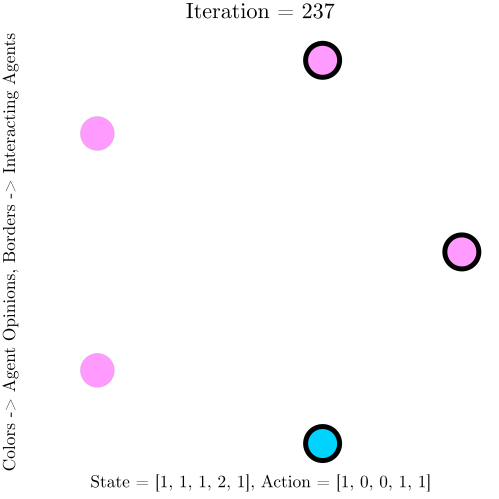 Iteration = 237
Colors -> Agent Opinions, Borders -> Interacting Agents
State = [1, 1, 1, 2, 1], Action = [1, 0, 0, 1, 1]